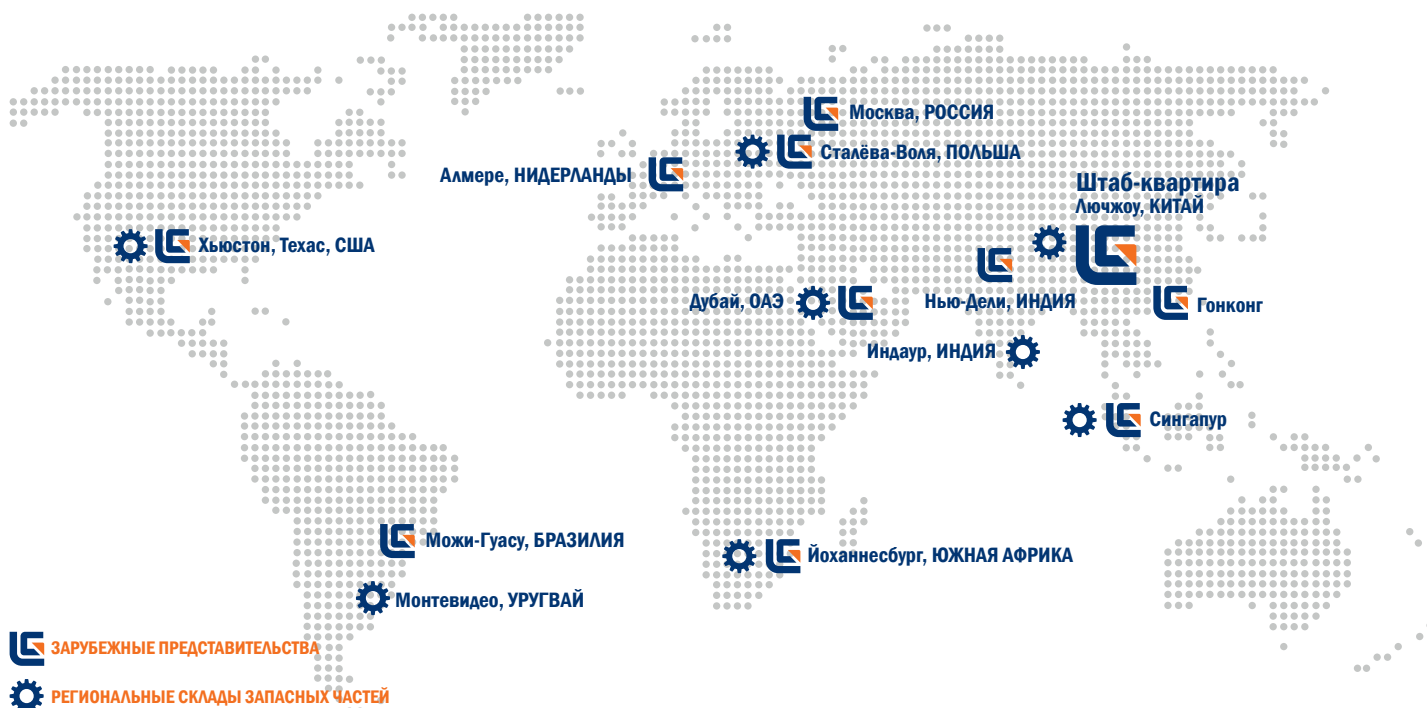 Москва, РОССИЯ
Сталёва-Воля, ПОЛЬША
Алмере, НИДЕРЛАНДЫ
Штаб-квартира
Лючжоу, КИТАЙ
Хьюстон, Техас, США
Дубай, ОАЭ
Нью-Дели, ИНДИЯ
Гонконг
Индаур, ИНДИЯ
Сингапур
Можи-Гуасу, БРАЗИЛИЯ
Йоханнесбург, ЮЖНАЯ АФРИКА
Монтевидео, УРУГВАЙ
ЗАРУБЕЖНЫЕ ПРЕДСТАВИТЕЛЬСТВА
РЕГИОНАЛЬНЫЕ СКЛАДЫ ЗАПАСНЫХ ЧАСТЕЙ